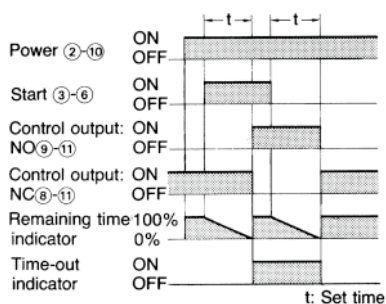 t t
Power ②-⑩ ON
OFF
Start ③-⑥ ON
OFF
Control output: ON
NO⑨-⑪ OFF
Control output: ON
NC⑧-⑪ OFF
Remaining time 100%
indicator 0%
Time-out ON
indicator OFF
t: Set time